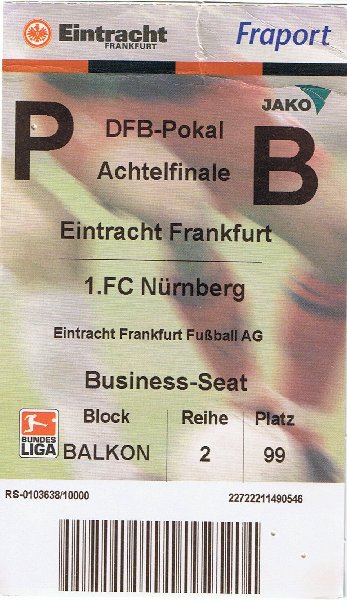 Eintracht
FRANKFURT
Fraport
JAKO
P
B
DFB-Pokal
Achtelfinale
Eintracht Frankfurt
1.FC Nürnberg
Eintracht Frankfurt Fußball AG
Business-Seat
Block Reihe Platz
BALKON 2 99
BUNDES
LIGA
RS-0103638/10000 22722211490546